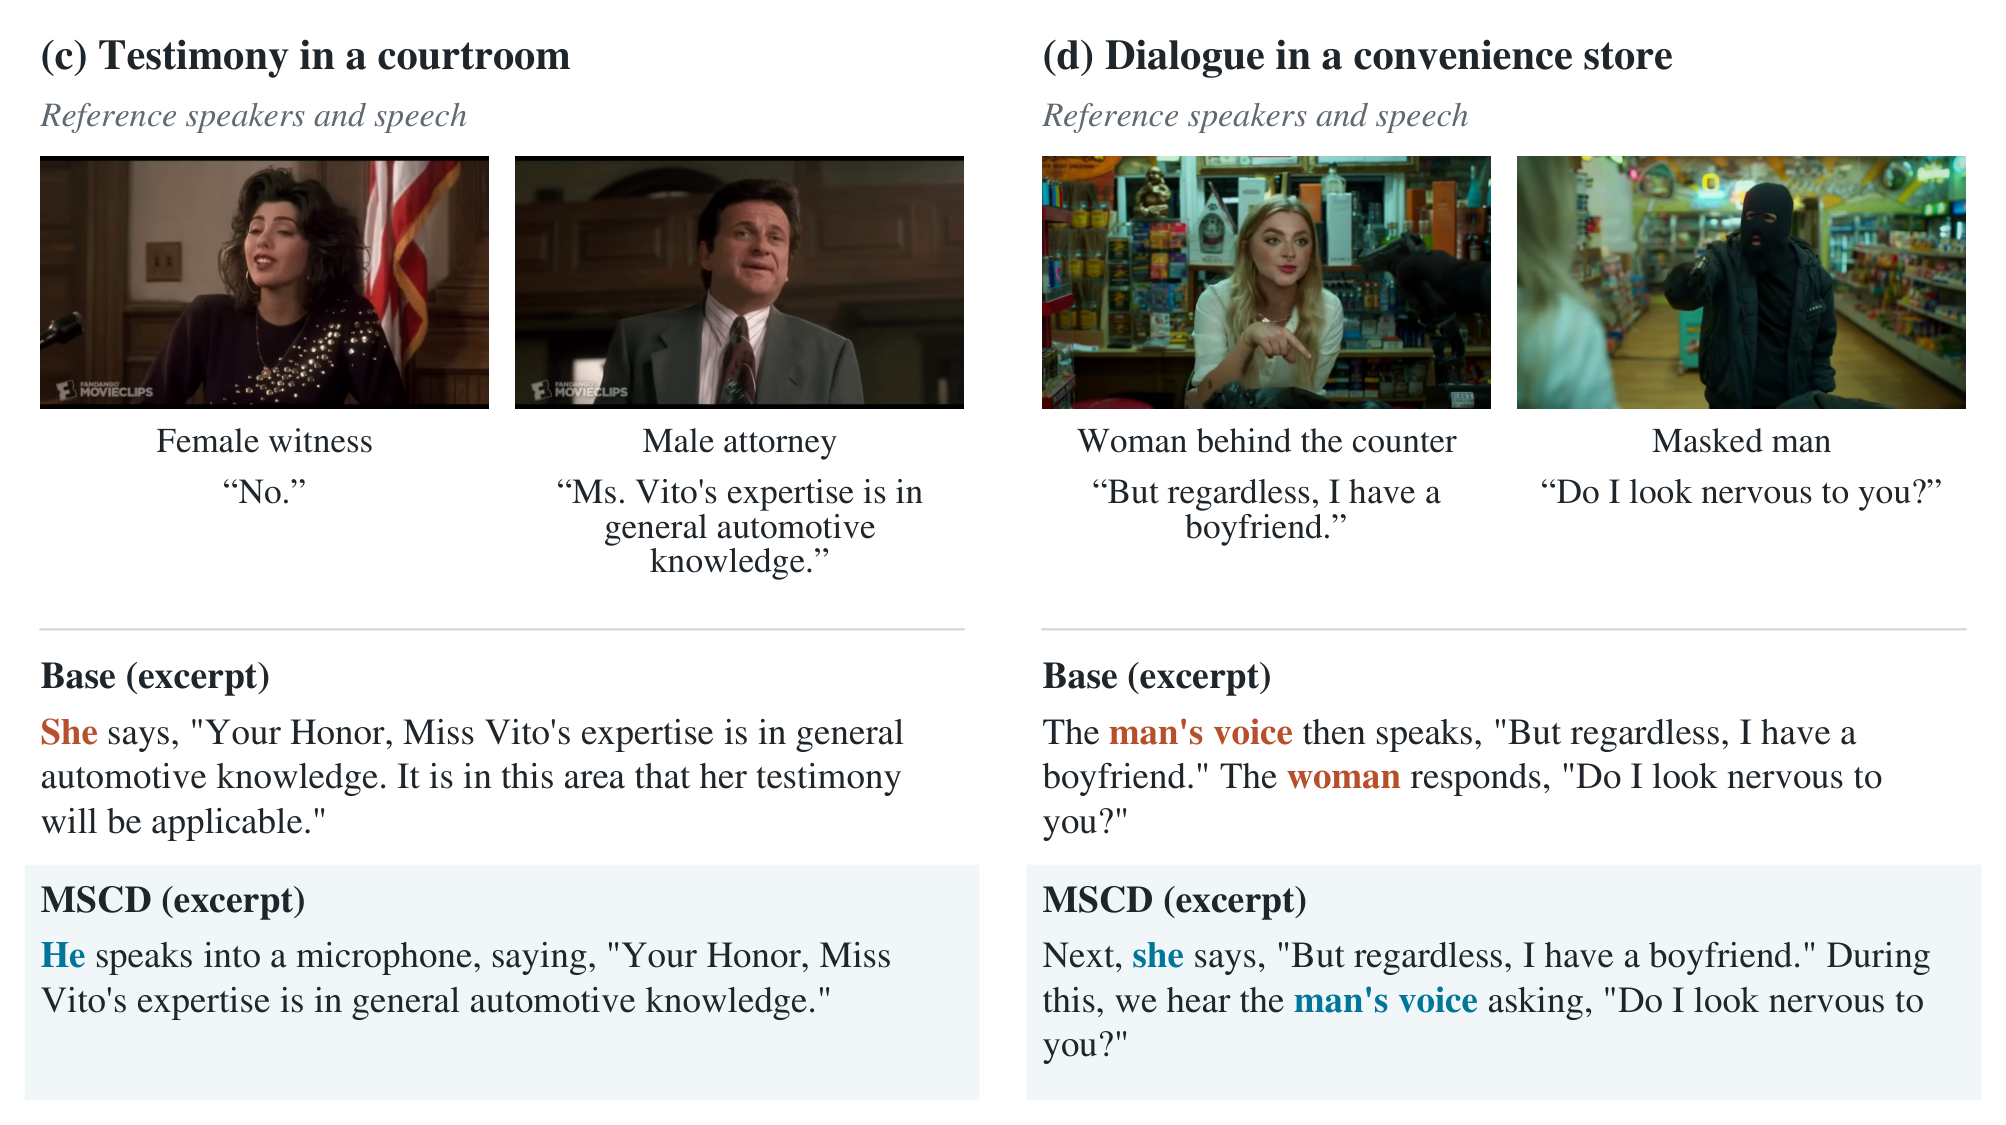 (c) Testimony in a courtroom
Reference speakers and speech
FANDANGO
MOVIECLIPS
FANDANGO
MOVIECLIPS
Female witness
“No.”
Male attorney
“Ms. Vito's expertise is in
general automotive
knowledge.”
Base (excerpt)
She says, "Your Honor, Miss Vito's expertise is in general
automotive knowledge. It is in this area that her testimony
will be applicable."
MSCD (excerpt)
He speaks into a microphone, saying, "Your Honor, Miss
Vito's expertise is in general automotive knowledge."
(d) Dialogue in a convenience store
Reference speakers and speech
Woman behind the counter
“But regardless, I have a
boyfriend.”
Masked man
“Do I look nervous to you?”
Base (excerpt)
The man's voice then speaks, "But regardless, I have a
boyfriend." The woman responds, "Do I look nervous to
you?"
MSCD (excerpt)
Next, she says, "But regardless, I have a boyfriend." During
this, we hear the man's voice asking, "Do I look nervous to
you?"